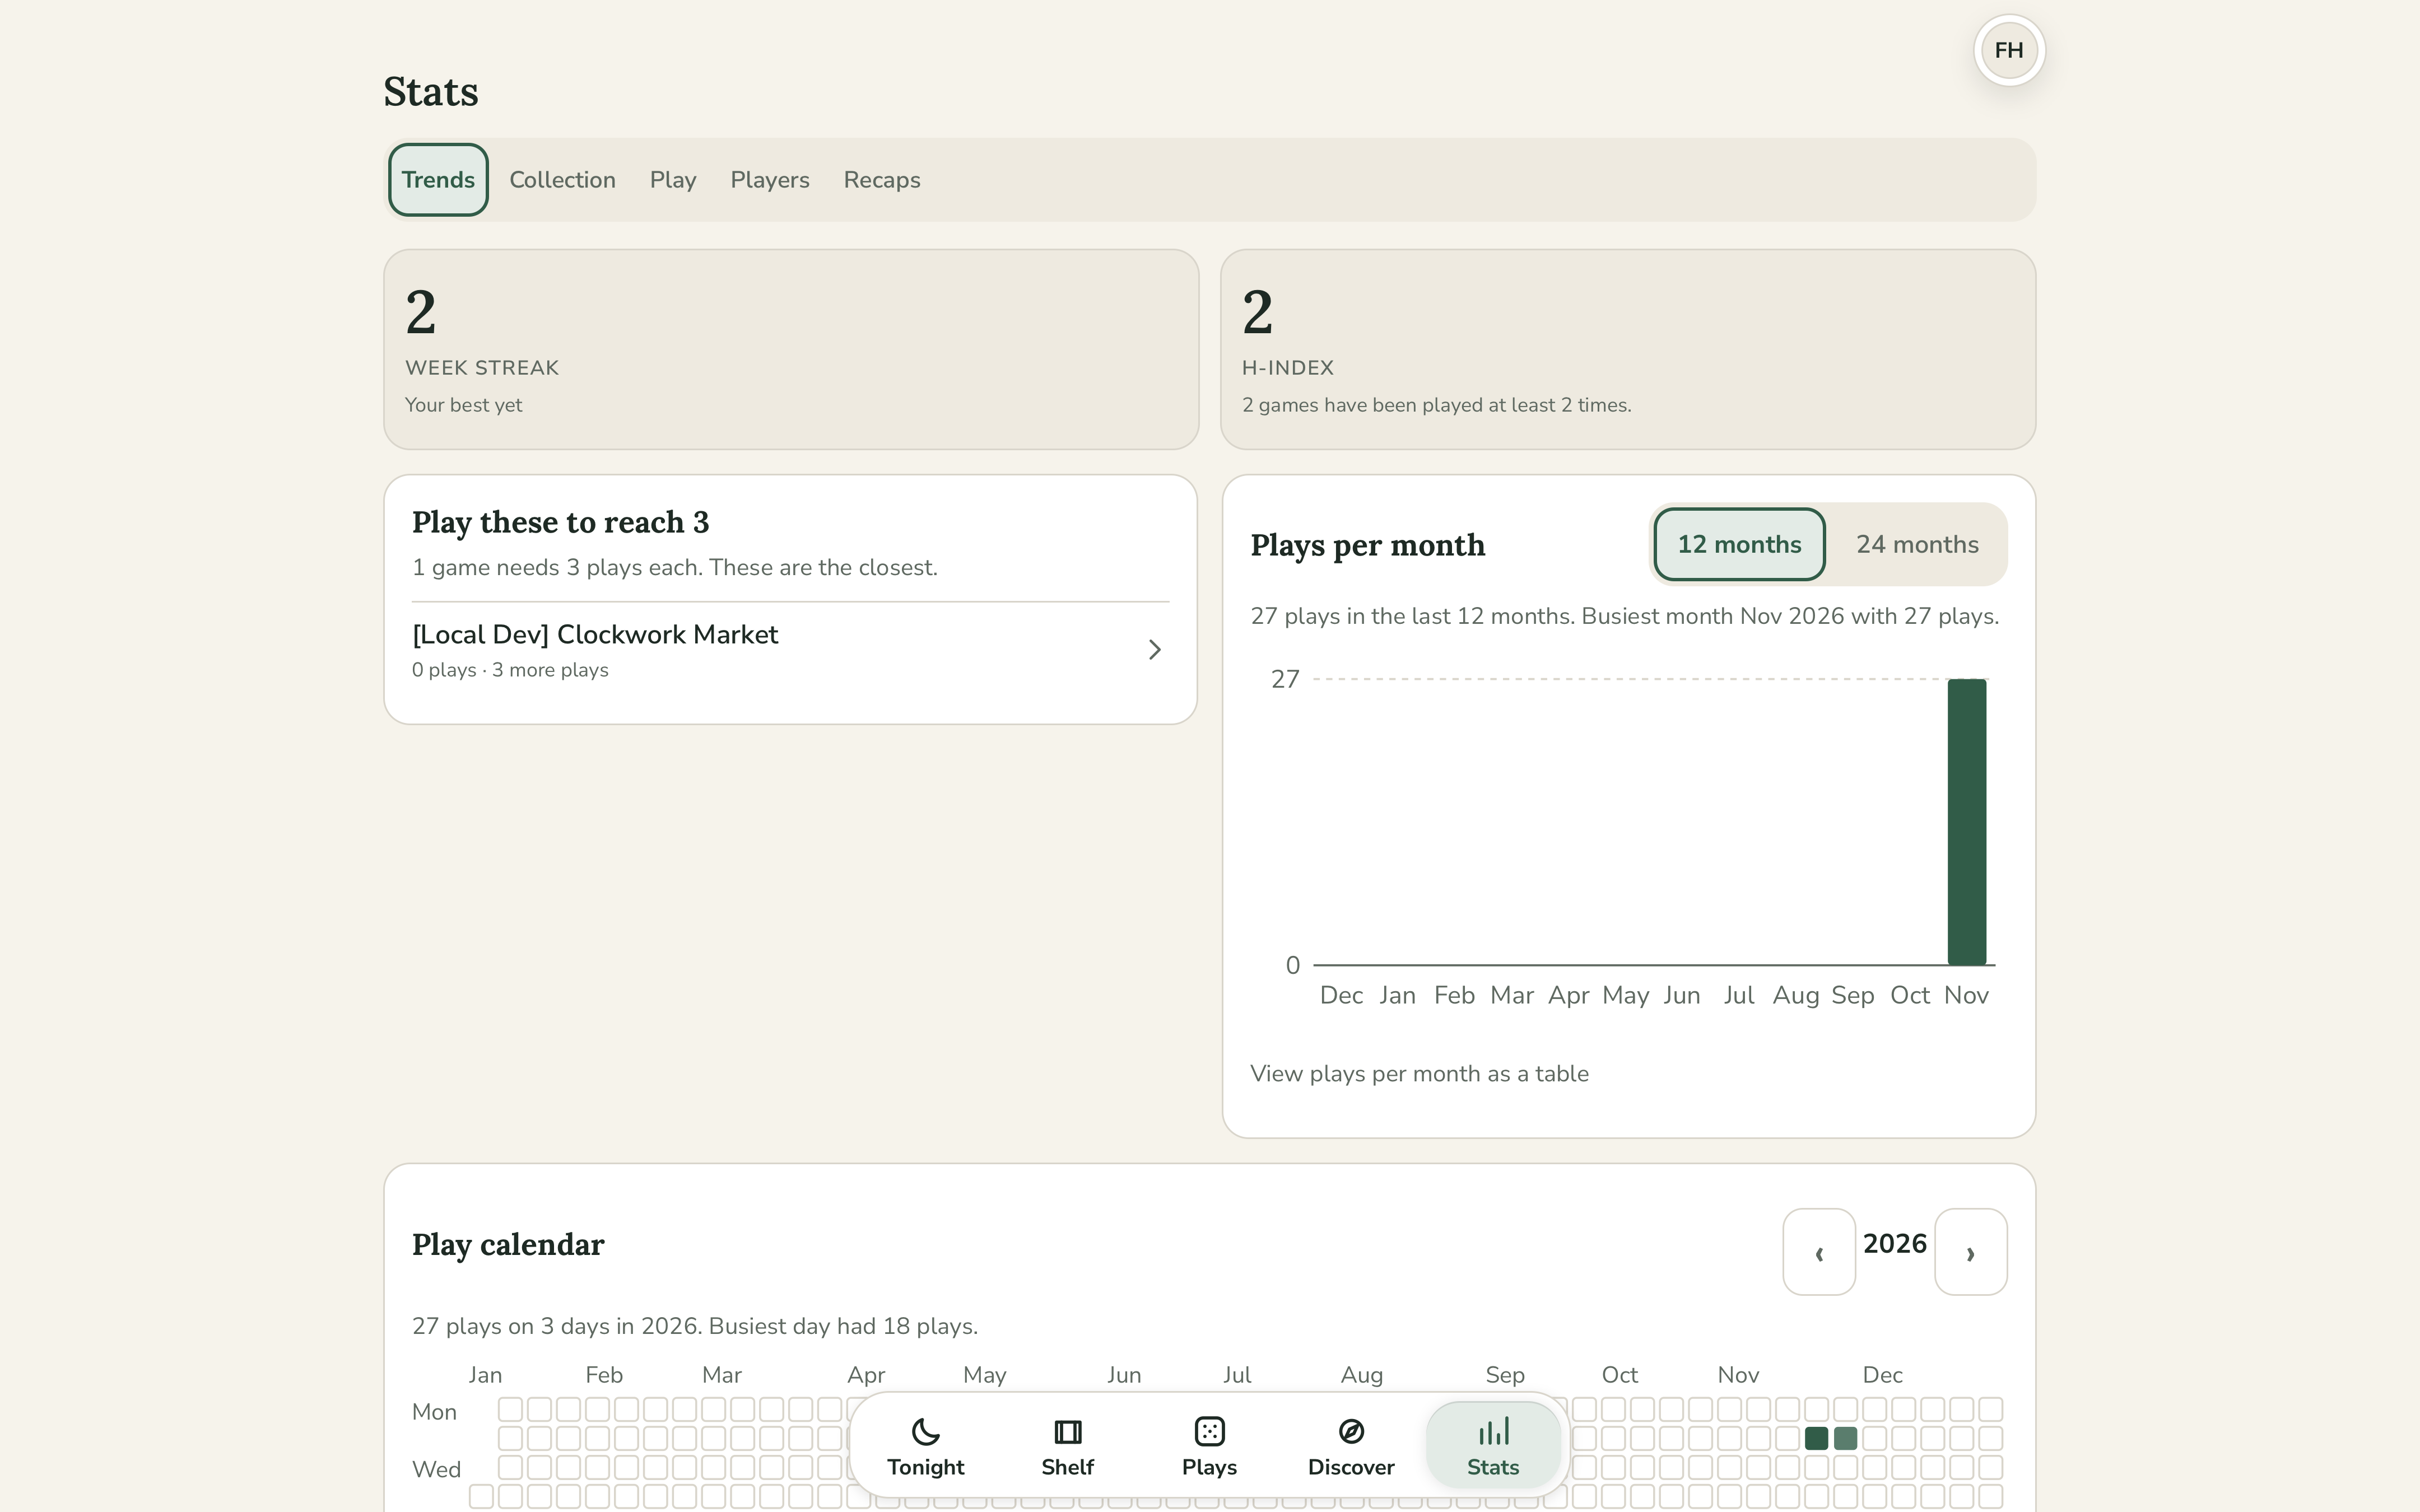 FH
Stats
Trends Collection Play Players Recaps
2
WEEK STREAK
Your best yet
2
H-INDEX
2 games have been played at least 2 times.
Play these to reach 3
1 game needs 3 plays each. These are the closest.
[Local Dev] Clockwork Market
0 plays · 3 more plays
Plays per month
12 months 24 months
27 plays in the last 12 months. Busiest month Nov 2026 with 27 plays.
27
0
Dec Jan Feb Mar Apr May Jun Jul Aug Sep Oct Nov
View plays per month as a table
Play calendar
‹ 2026 ›
27 plays on 3 days in 2026. Busiest day had 18 plays.
Jan Feb Mar Apr May Jun Jul Aug Sep Oct Nov Dec
Mon
Wed
Tonight Shelf Plays Discover Stats